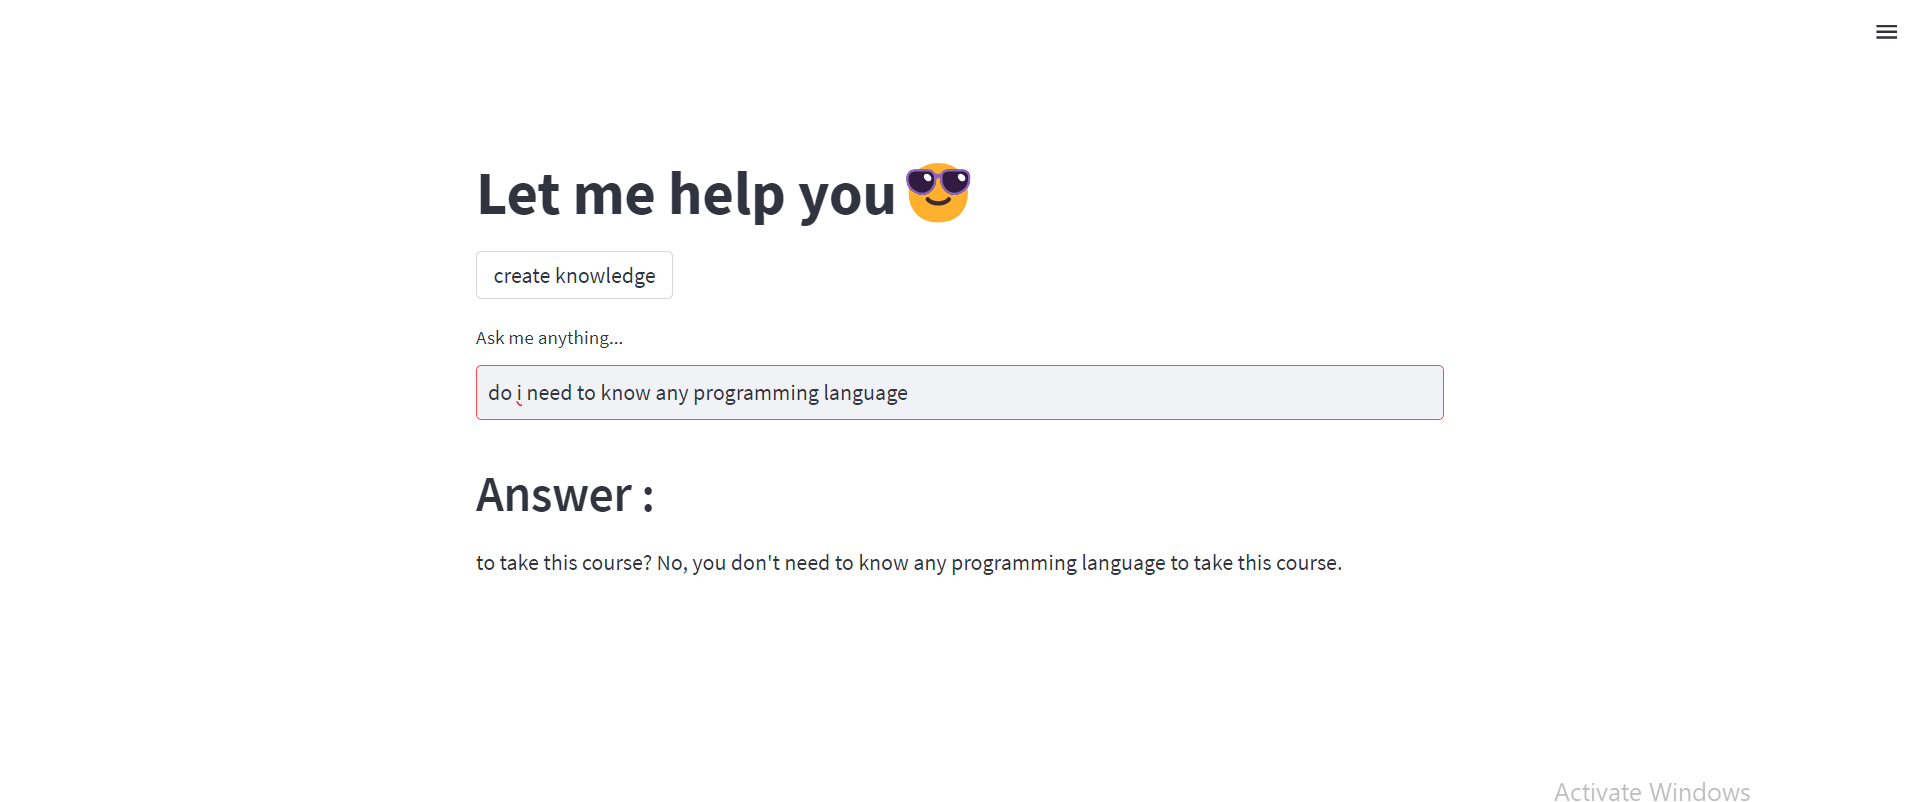 Let me help you
create knowledge
Ask me anything...
do i need to know any programming language
Answer :
to take this course? No, you don't need to know any programming language to take this course.
Activate Windows